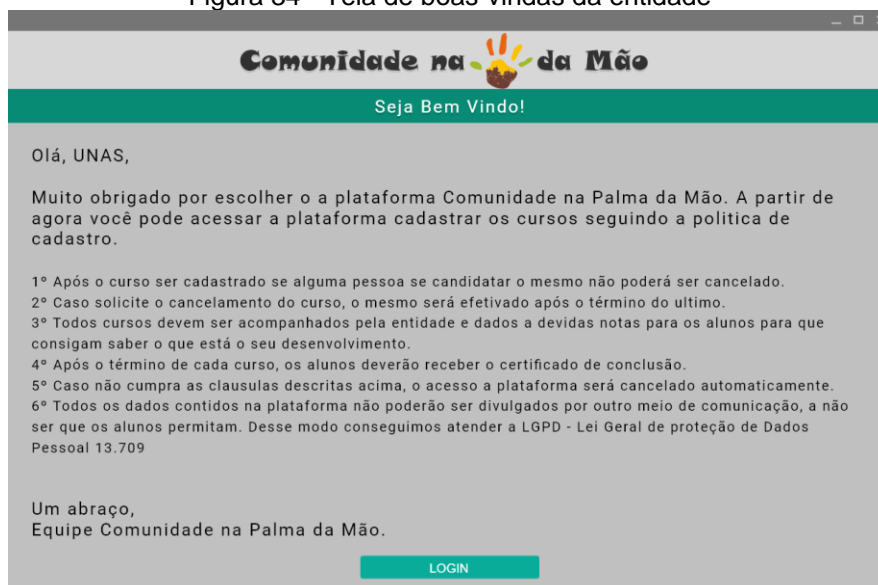 Figura 34 - Tela de boas vindas da entidade
Comunidade na da Mão
Seja Bem Vindo!
Olá, UNAS,
Muito obrigado por escolher o a plataforma Comunidade na Palma da Mão. A partir de
agora você pode acessar a plataforma cadastrar os cursos seguindo a politica de
cadastro.
1º Após o curso ser cadastrado se alguma pessoa se candidatar o mesmo não poderá ser cancelado.
2º Caso solicite o cancelamento do curso, o mesmo será efetivado após o término do ultimo.
3º Todos cursos devem ser acompanhados pela entidade e dados a devidas notas para os alunos para que
consigam saber o que está o seu desenvolvimento.
4º Após o término de cada curso, os alunos deverão receber o certificado de conclusão.
5º Caso não cumpra as clausulas descritas acima, o acesso a plataforma será cancelado automaticamente.
6º Todos os dados contidos na plataforma não poderão ser divulgados por outro meio de comunicação, a não
ser que os alunos permitam. Desse modo conseguimos atender a LGPD - Lei Geral de proteção de Dados
Pessoal 13.709
Um abraço,
Equipe Comunidade na Palma da Mão.
LOGIN